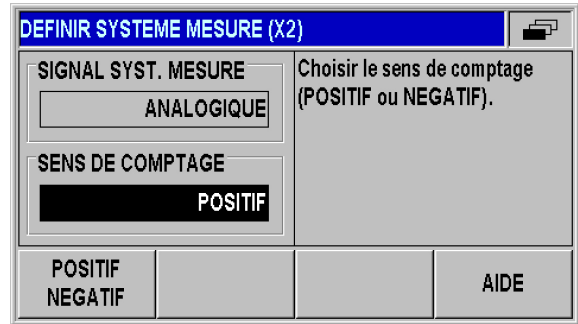 DEFINIR SYSTEME MESURE (X2)
SIGNAL SYST. MESURE
ANALOGIQUE
SENS DE COMPTAGE
POSITIF
Choisir le sens de comptage
(POSITIF ou NEGATIF).
POSITIF
NEGATIF
AIDE